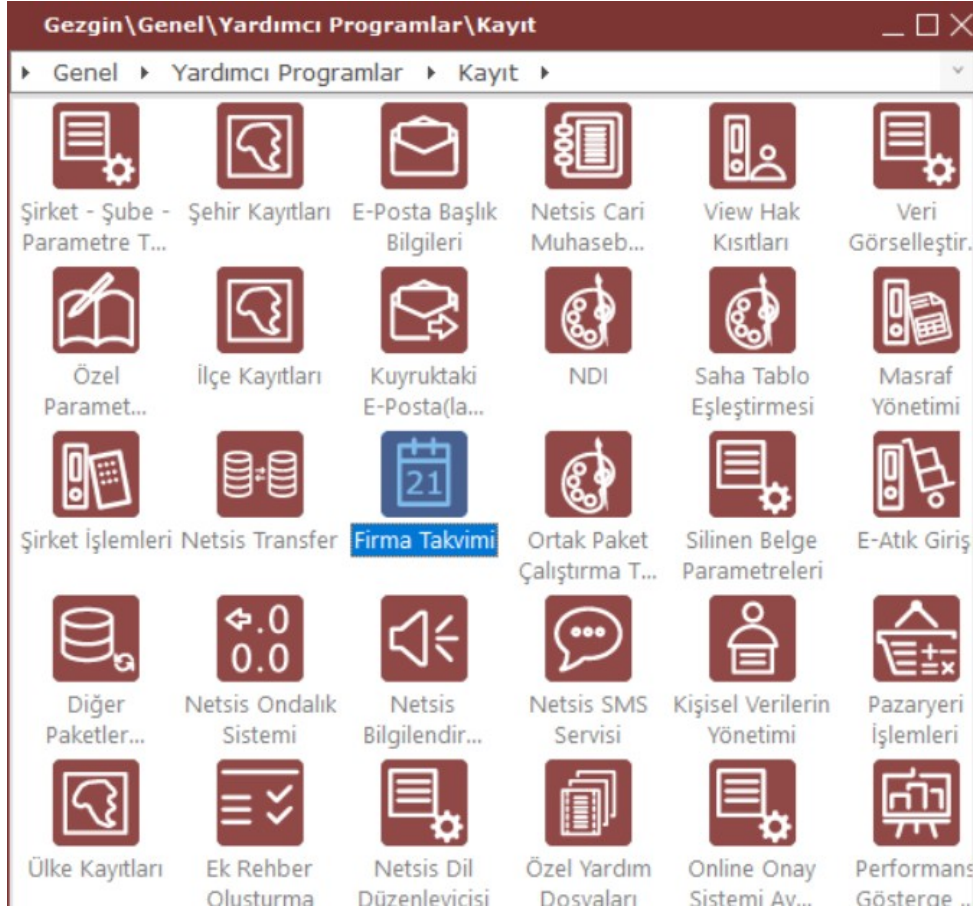 Gezgin\Genel\Yardımcı Programlar\Kayıt
Genel Yardımcı Programlar Kayıt
Şirket - Şube - Parametre T...
Şehir Kayıtları
E-Posta Başlık Bilgileri
Netsis Cari Muhaseb...
View Hak Kısıtları
Veri Görselleştir.
Özel Paramet...
İlçe Kayıtları
Kuyruktaki E-Posta(la...
NDI
Saha Tablo Eşleştirmesi
Masraf Yönetimi
Şirket İşlemleri
Netsis Transfer
21
Firma Takvimi
Ortak Paket Çalıştırma T...
Silinen Belge Parametreleri
E-Atık Giriş
Diğer Paketler...
.0
0.0
Netsis Ondalık Sistemi
Netsis Bilgilendir...
Netsis SMS Servisi
Kişisel Verilerin Yönetimi
Pazaryeri İşlemleri
Ülke Kayıtları
Ek Rehber Oluşturma
Netsis Dil Düzenleyicisi
Özel Yardım Dosyaları
Online Onay Sistemi Ay...
Performans Gösterge ...